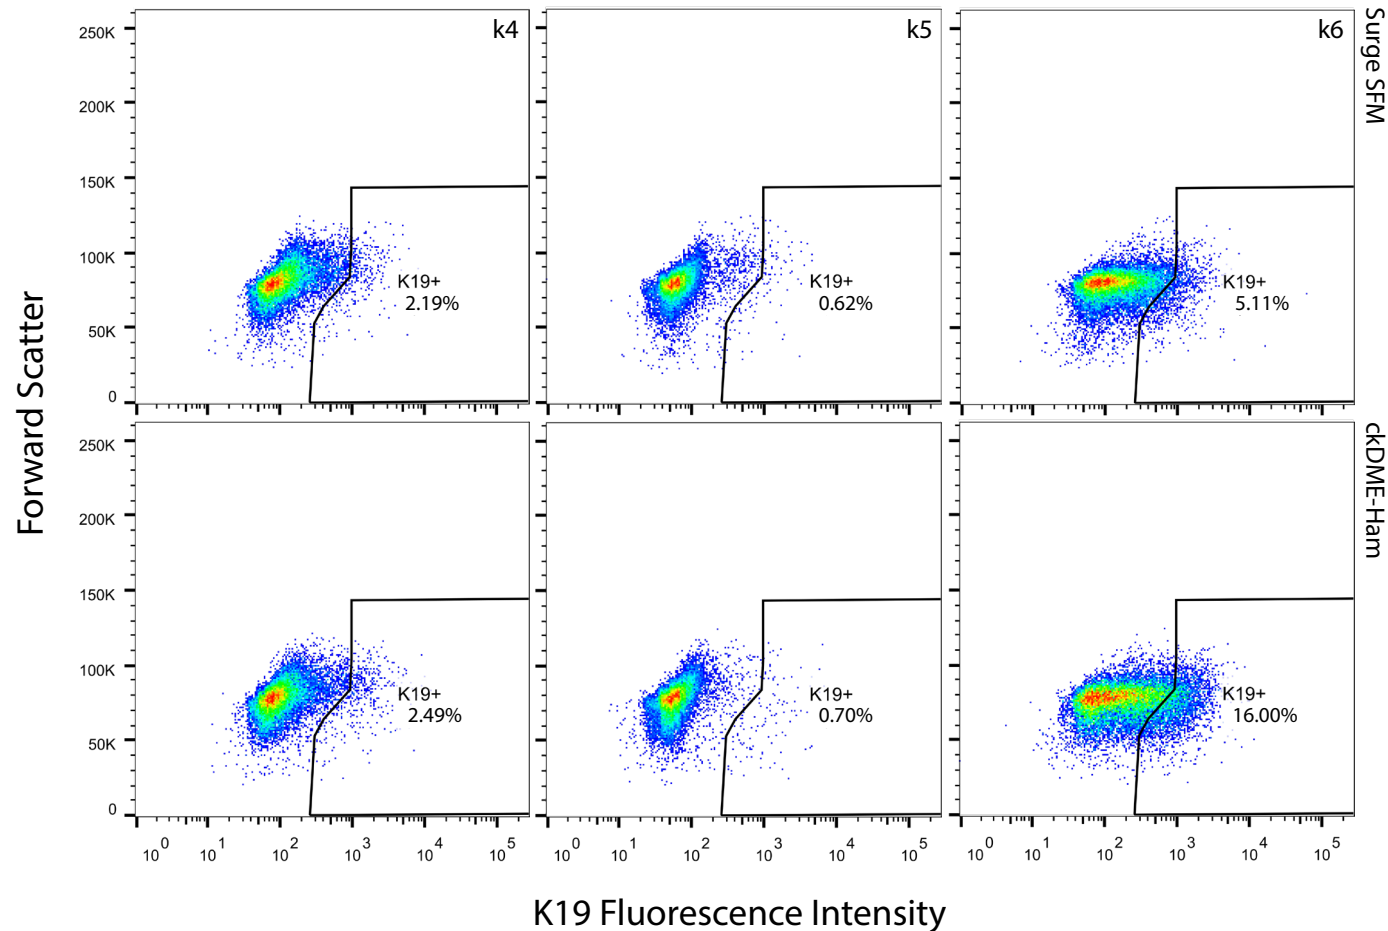 k4
k5
k6
Surge SFM
250K
200K
150K
100K
50K
0
K19+
2.19%
K19+
0.62%
K19+
5.11%
ckDME-Ham
250K
200K
150K
100K
50K
0
K19+
2.49%
K19+
0.70%
K19+
16.00%
Forward Scatter
10^0 10^1 10^2 10^3 10^4 10^5
10^0 10^1 10^2 10^3 10^4 10^5
10^0 10^1 10^2 10^3 10^4 10^5
K19 Fluorescence Intensity